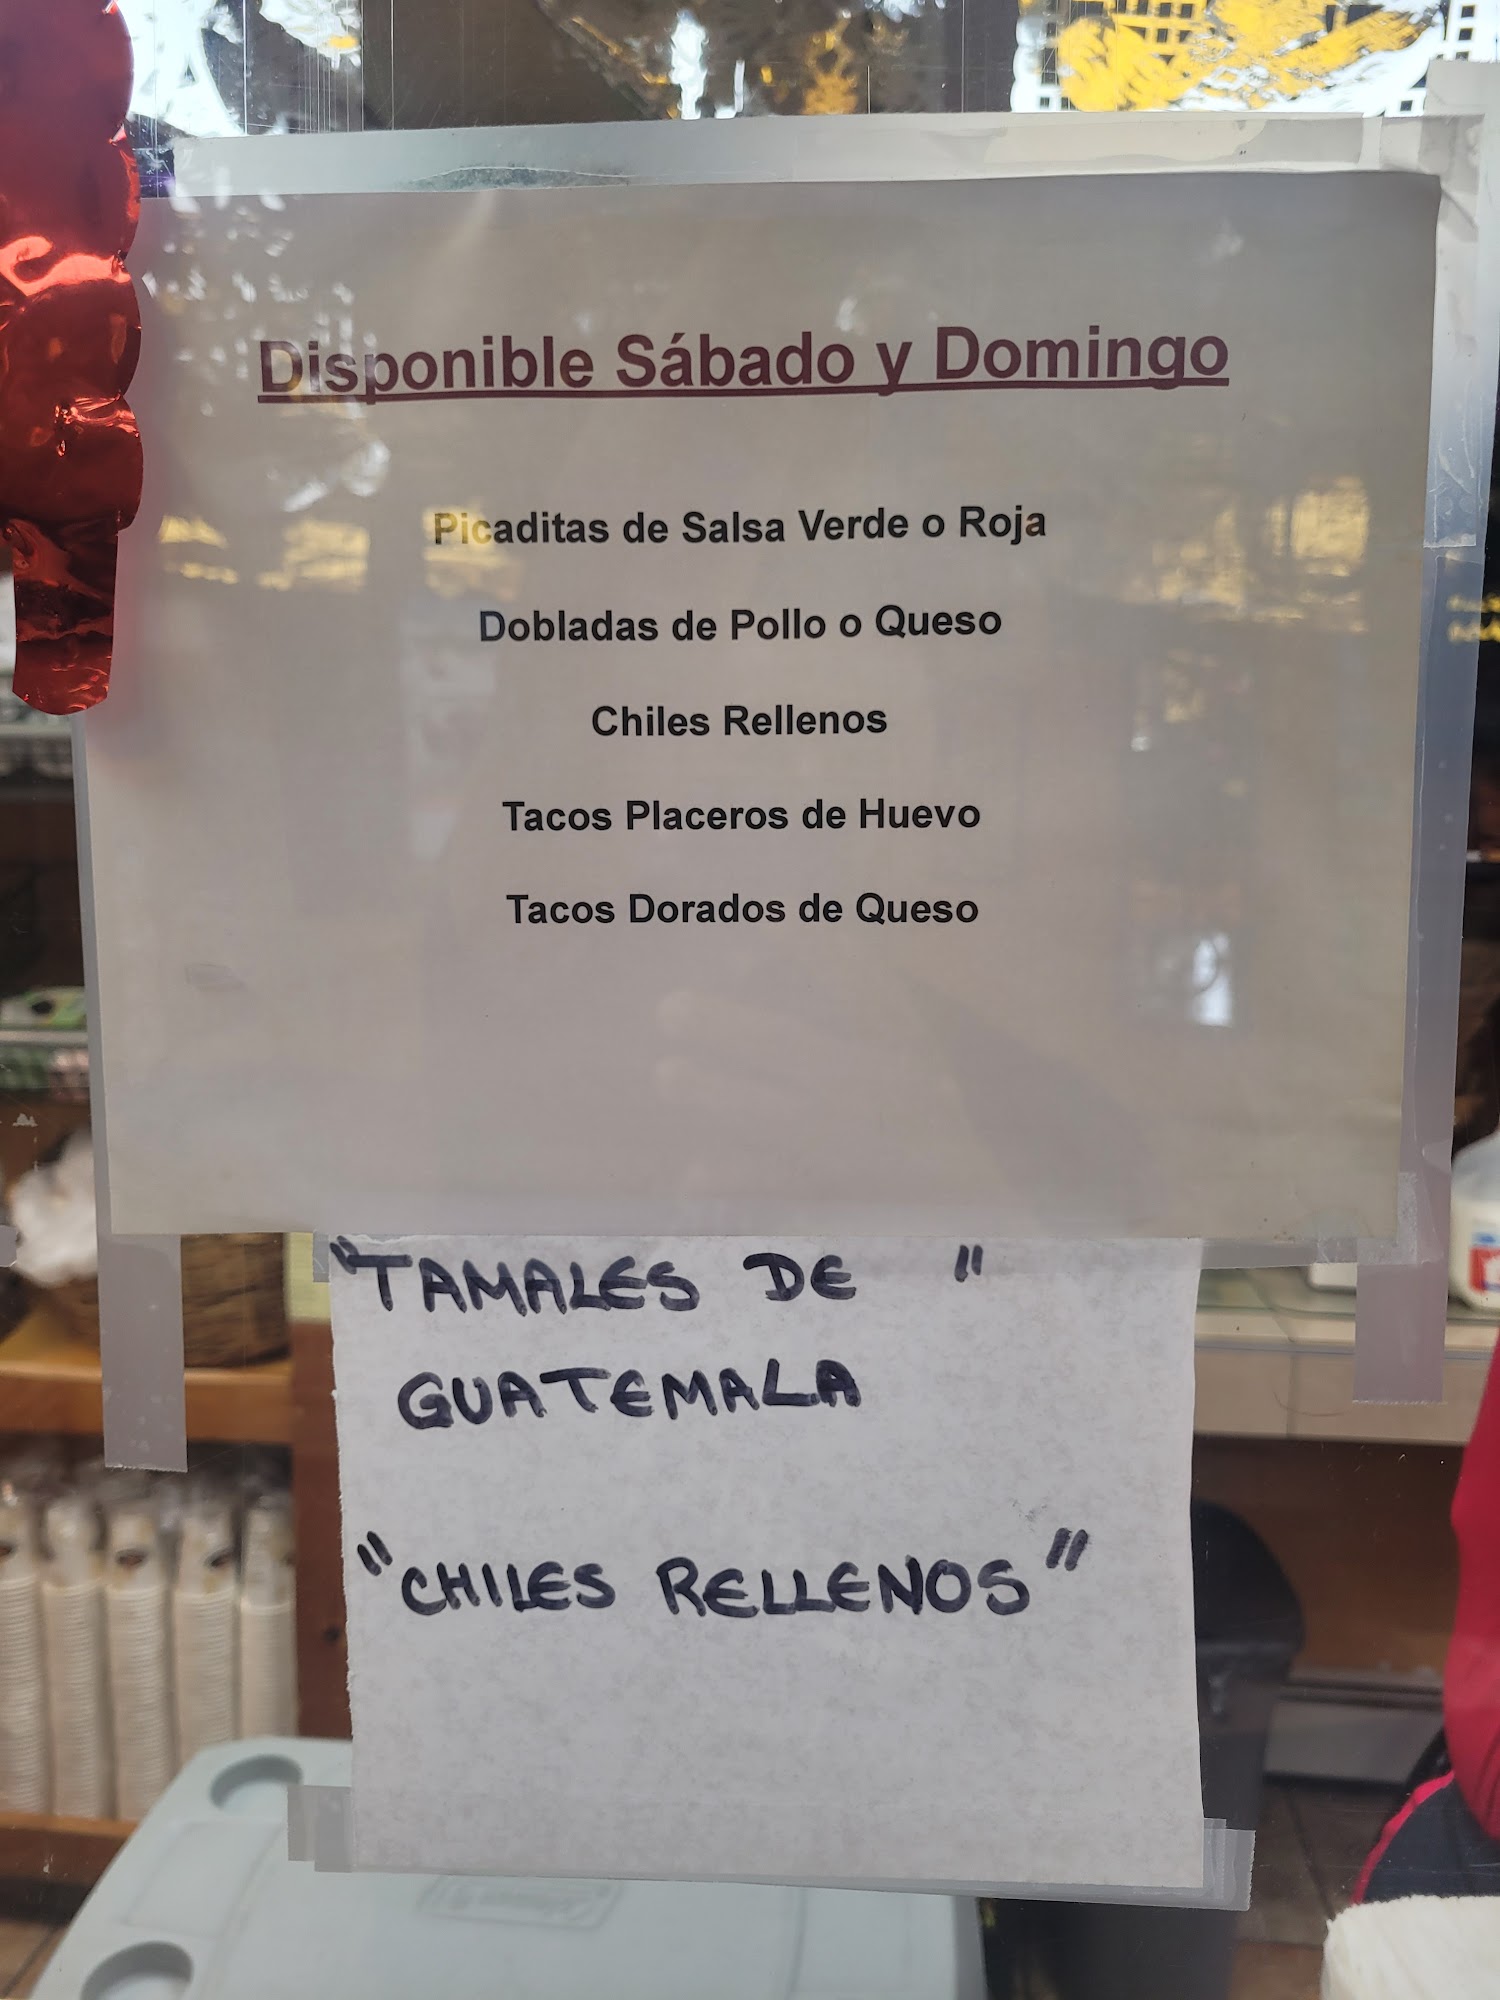 Disponible Sábado y Domingo
Picaditas de Salsa Verde o Roja
Dobladas de Pollo o Queso
Chiles Rellenos
Tacos Placeros de Huevo
Tacos Dorados de Queso
"TAMALES DE "
GUATEMALA
"CHILES RELLENOS"